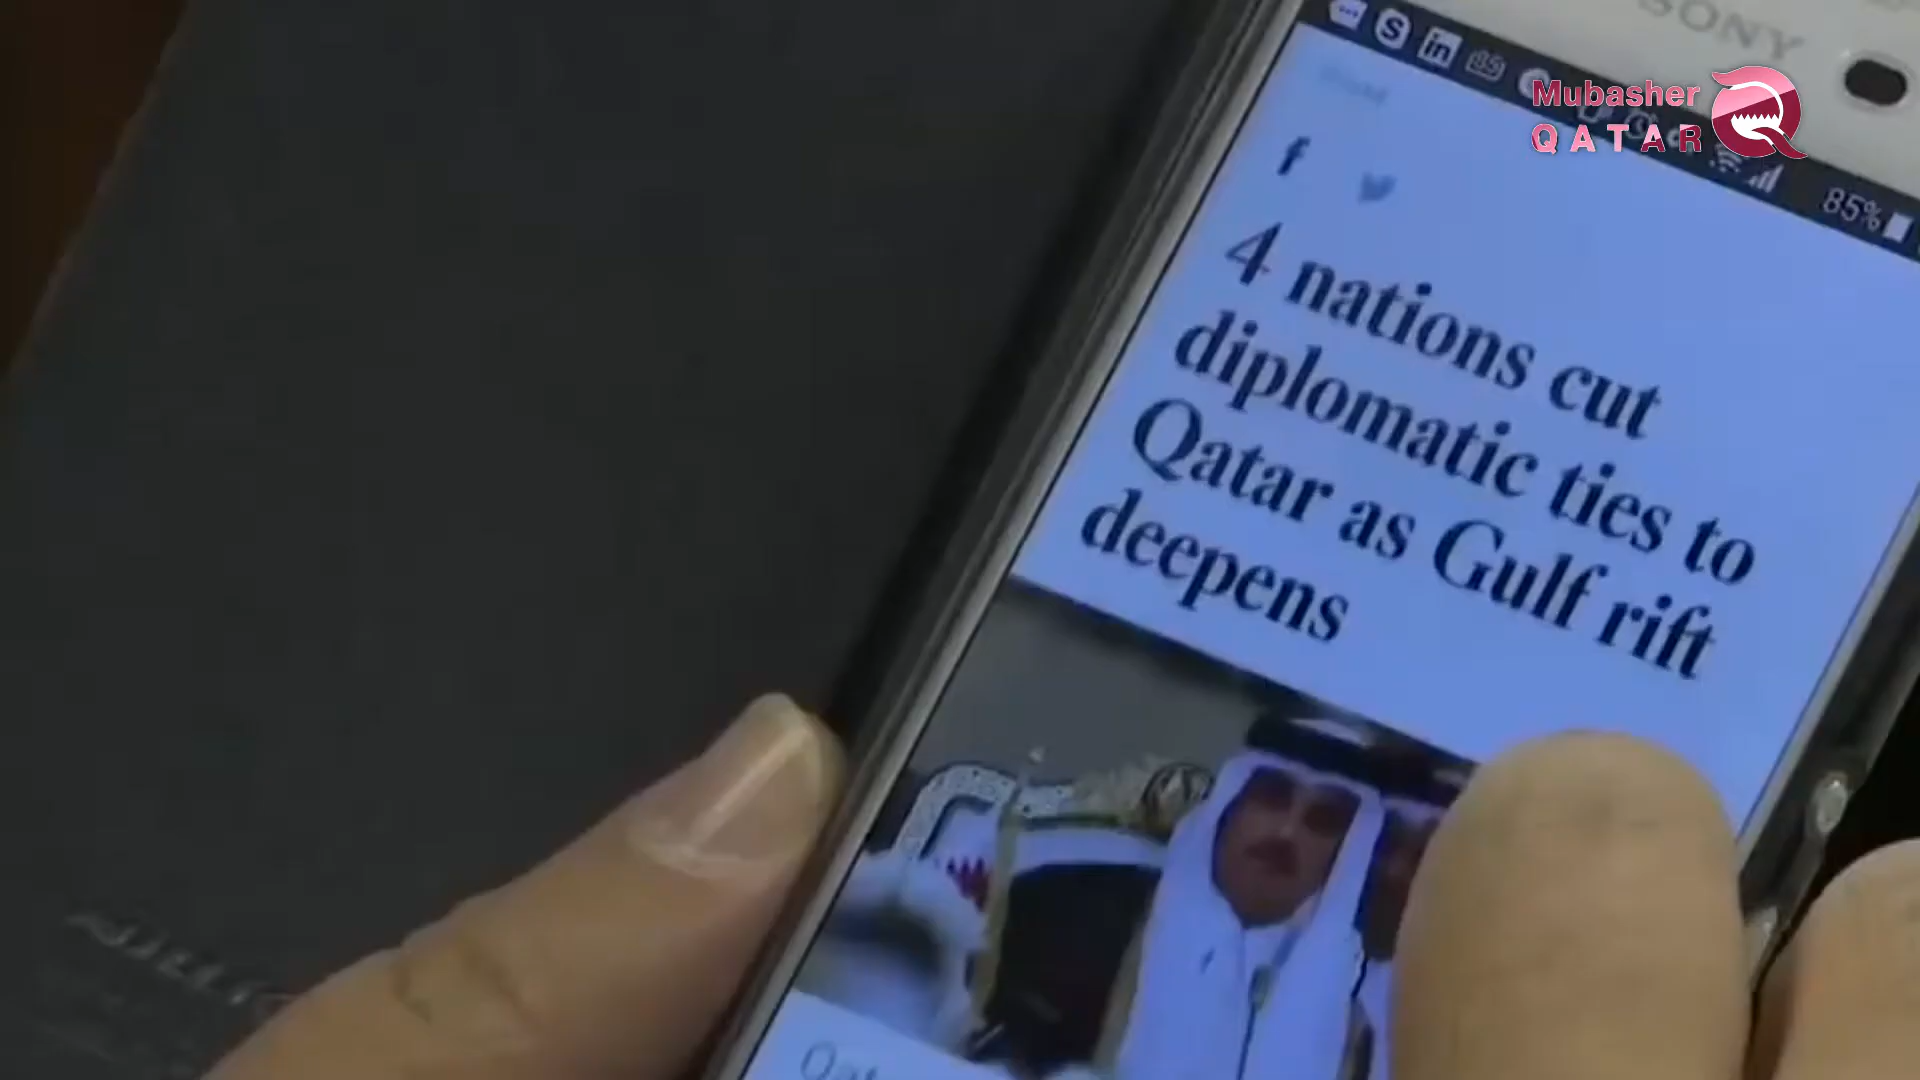 SONY
Mubasher
QATAR
85%
4 nations cut
diplomatic ties to
Qatar as Gulf rift
deepens